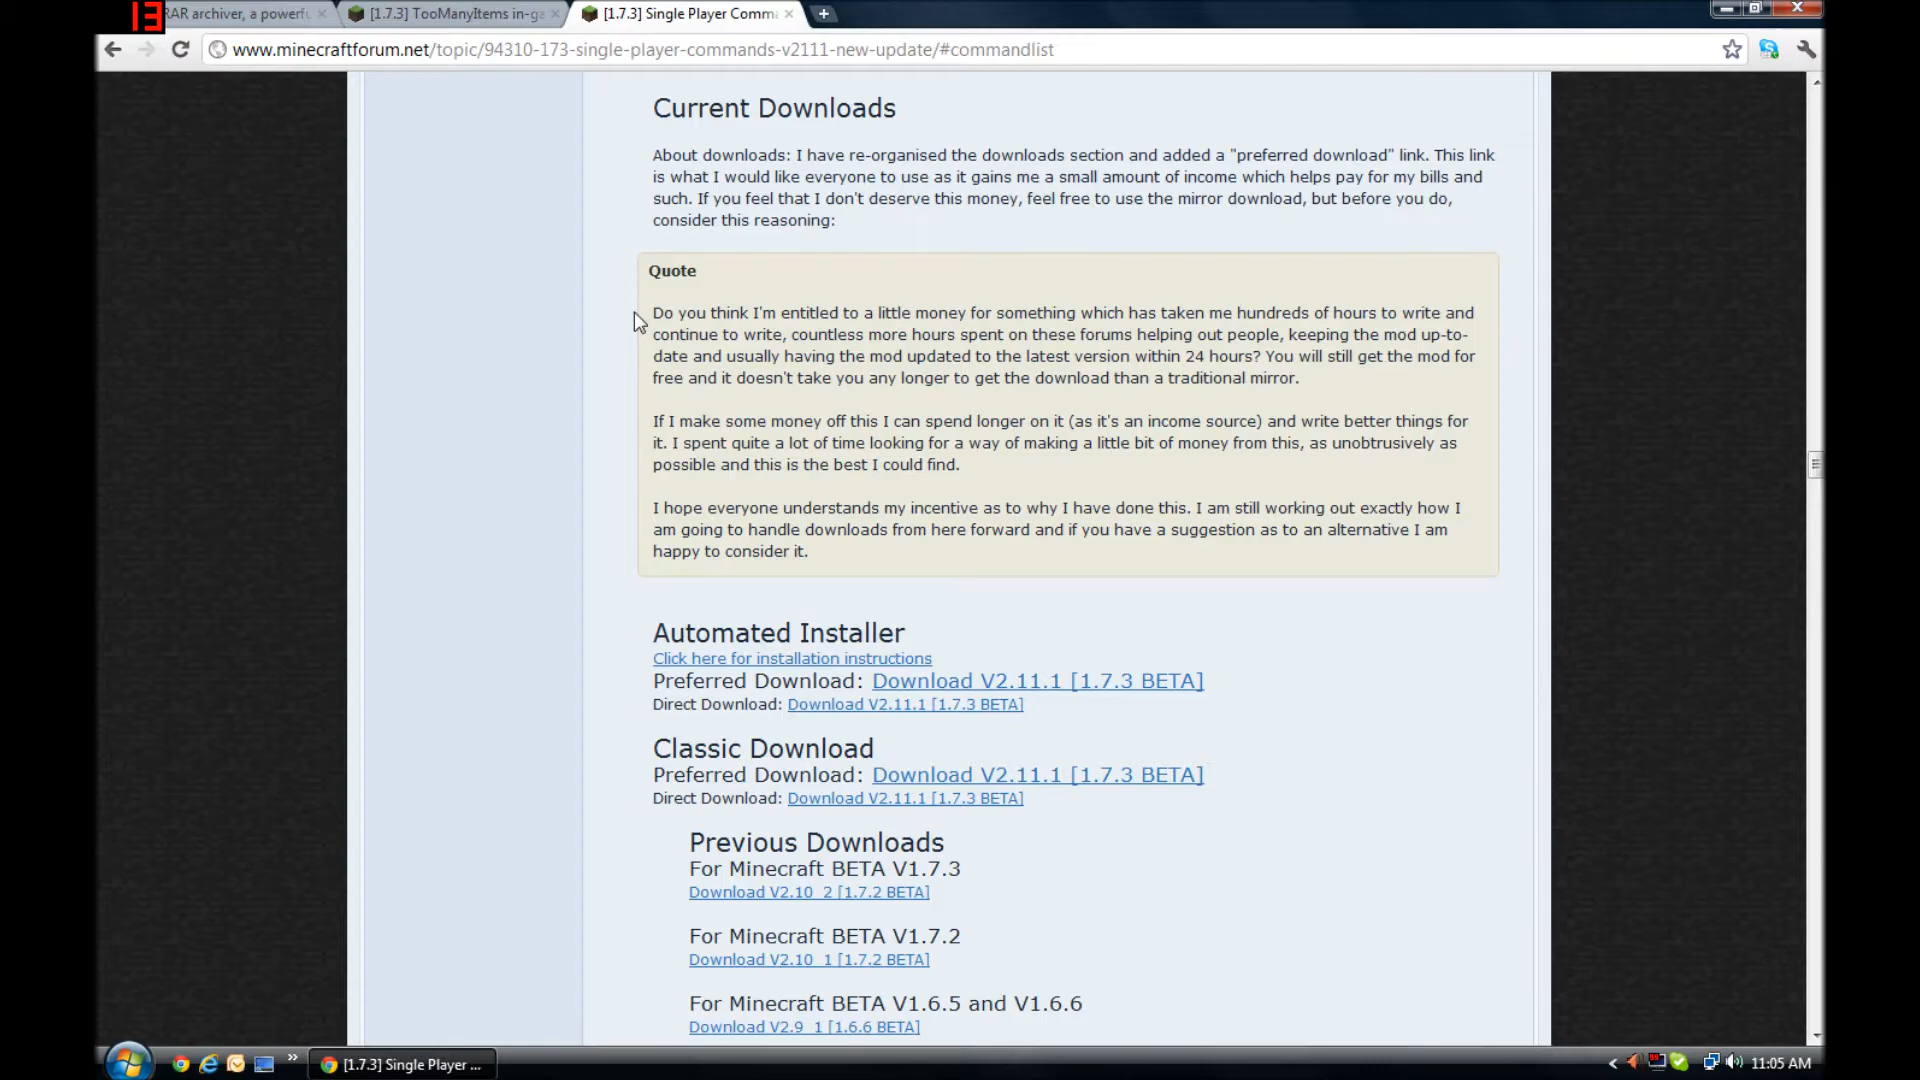 13
RAR archiver, a powerfu
[1.7.3] TooManyItems in-ga
[1.7.3] Single Player Comma
www.minecraftforum.net/topic/94310-173-single-player-commands-v2111-new-update/#commandlist
Current Downloads
About downloads: I have re-organised the downloads section and added a "preferred download" link. This link
is what I would like everyone to use as it gains me a small amount of income which helps pay for my bills and
such. If you feel that I don't deserve this money, feel free to use the mirror download, but before you do,
consider this reasoning:
Quote
Do you think I'm entitled to a little money for something which has taken me hundreds of hours to write and
continue to write, countless more hours spent on these forums helping out people, keeping the mod up-to-
date and usually having the mod updated to the latest version within 24 hours? You will still get the mod for
free and it doesn't take you any longer to get the download than a traditional mirror.
If I make some money off this I can spend longer on it (as it's an income source) and write better things for
it. I spent quite a lot of time looking for a way of making a little bit of money from this, as unobtrusively as
possible and this is the best I could find.
I hope everyone understands my incentive as to why I have done this. I am still working out exactly how I
am going to handle downloads from here forward and if you have a suggestion as to an alternative I am
happy to consider it.
Automated Installer
Click here for installation instructions
Preferred Download: Download V2.11.1 [1.7.3 BETA]
Direct Download: Download V2.11.1 [1.7.3 BETA]
Classic Download
Preferred Download: Download V2.11.1 [1.7.3 BETA]
Direct Download: Download V2.11.1 [1.7.3 BETA]
Previous Downloads
For Minecraft BETA V1.7.3
Download V2.10_2 [1.7.2 BETA]
For Minecraft BETA V1.7.2
Download V2.10_1 [1.7.2 BETA]
For Minecraft BETA V1.6.5 and V1.6.6
Download V2.9_1 [1.6.6 BETA]
[1.7.3] Single Player ...
11:05 AM